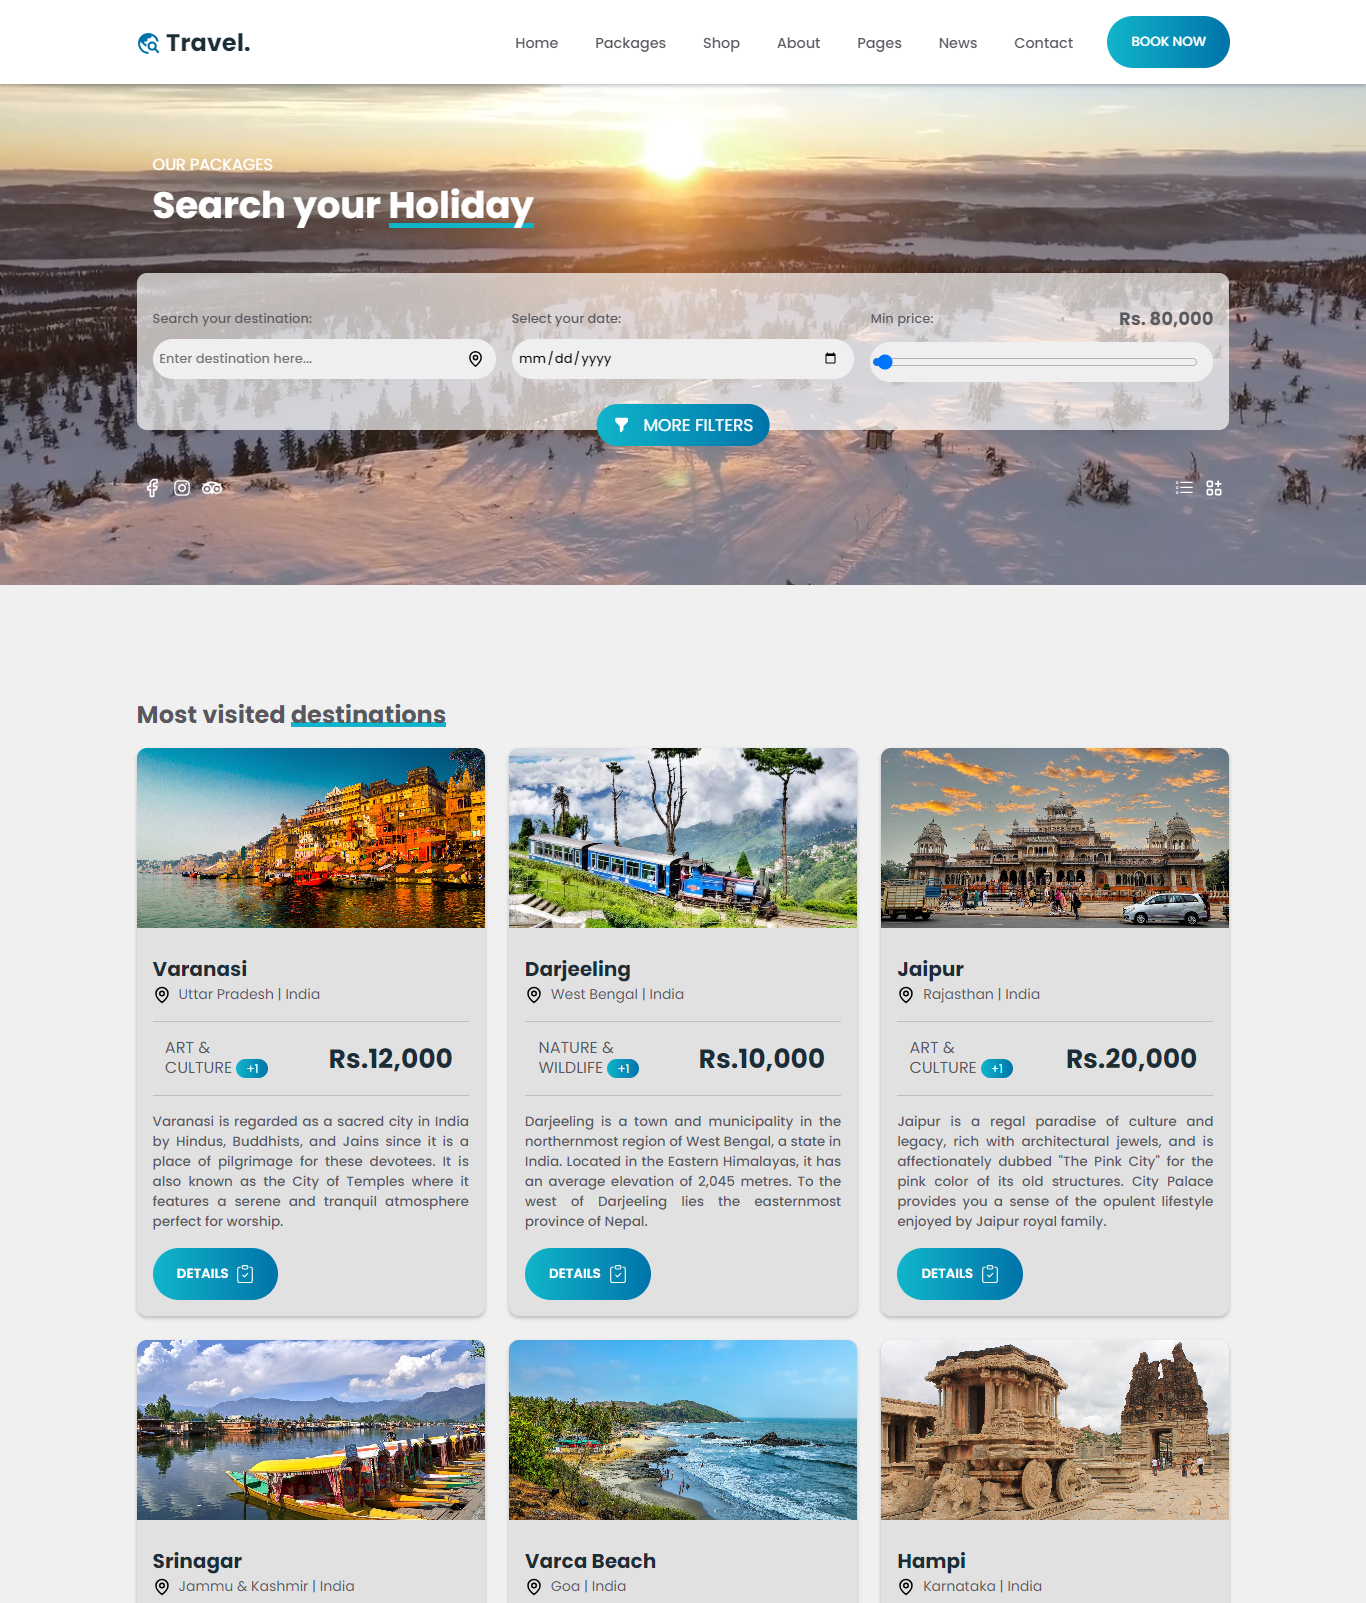 Travel.
Home Packages Shop About Pages News Contact BOOK NOW
OUR PACKAGES
Search your Holiday
Search your destination: Select your date: Min price: Rs. 80,000
Enter destination here... mm/dd/yyyy
MORE FILTERS
Most visited destinations
Varanasi
Uttar Pradesh | India
ART &
CULTURE +1
Rs.12,000
Varanasi is regarded as a sacred city in India
by Hindus, Buddhists, and Jains since it is a
place of pilgrimage for these devotees. It is
also known as the City of Temples where it
features a serene and tranquil atmosphere
perfect for worship.
DETAILS
Darjeeling
West Bengal | India
NATURE &
WILDLIFE +1
Rs.10,000
Darjeeling is a town and municipality in the
northernmost region of West Bengal, a state in
India. Located in the Eastern Himalayas, it has
an average elevation of 2,045 metres. To the
west of Darjeeling lies the easternmost
province of Nepal.
DETAILS
Jaipur
Rajasthan | India
ART &
CULTURE +1
Rs.20,000
Jaipur is a regal paradise of culture and
legacy, rich with architectural jewels, and is
affectionately dubbed "The Pink City" for the
pink color of its old structures. City Palace
provides you a sense of the opulent lifestyle
enjoyed by Jaipur royal family.
DETAILS
Srinagar
Jammu & Kashmir | India
Varca Beach
Goa | India
Hampi
Karnataka | India